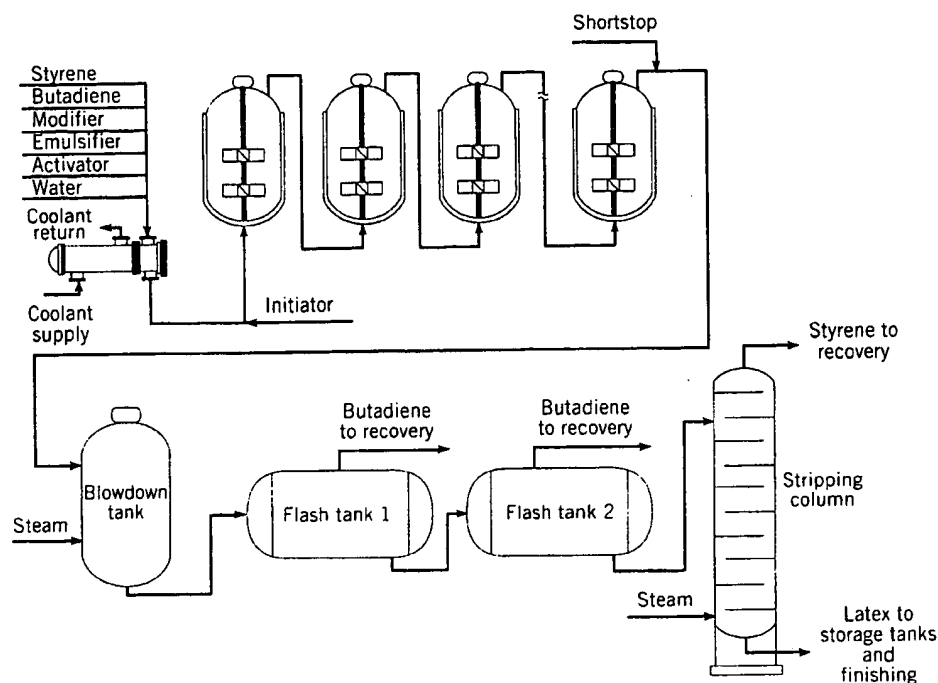 Shortstop
Styrene
Butadiene
Modifier
Emulsifier
Activator
Water
Coolant
return
Coolant
supply
Initiator
Styrene to
recovery
Butadiene
to recovery
Butadiene
to recovery
Blowdown
tank
Flash tank 1
Flash tank 2
Stripping
column
Steam
Steam
Latex to
storage tanks
and
finishing